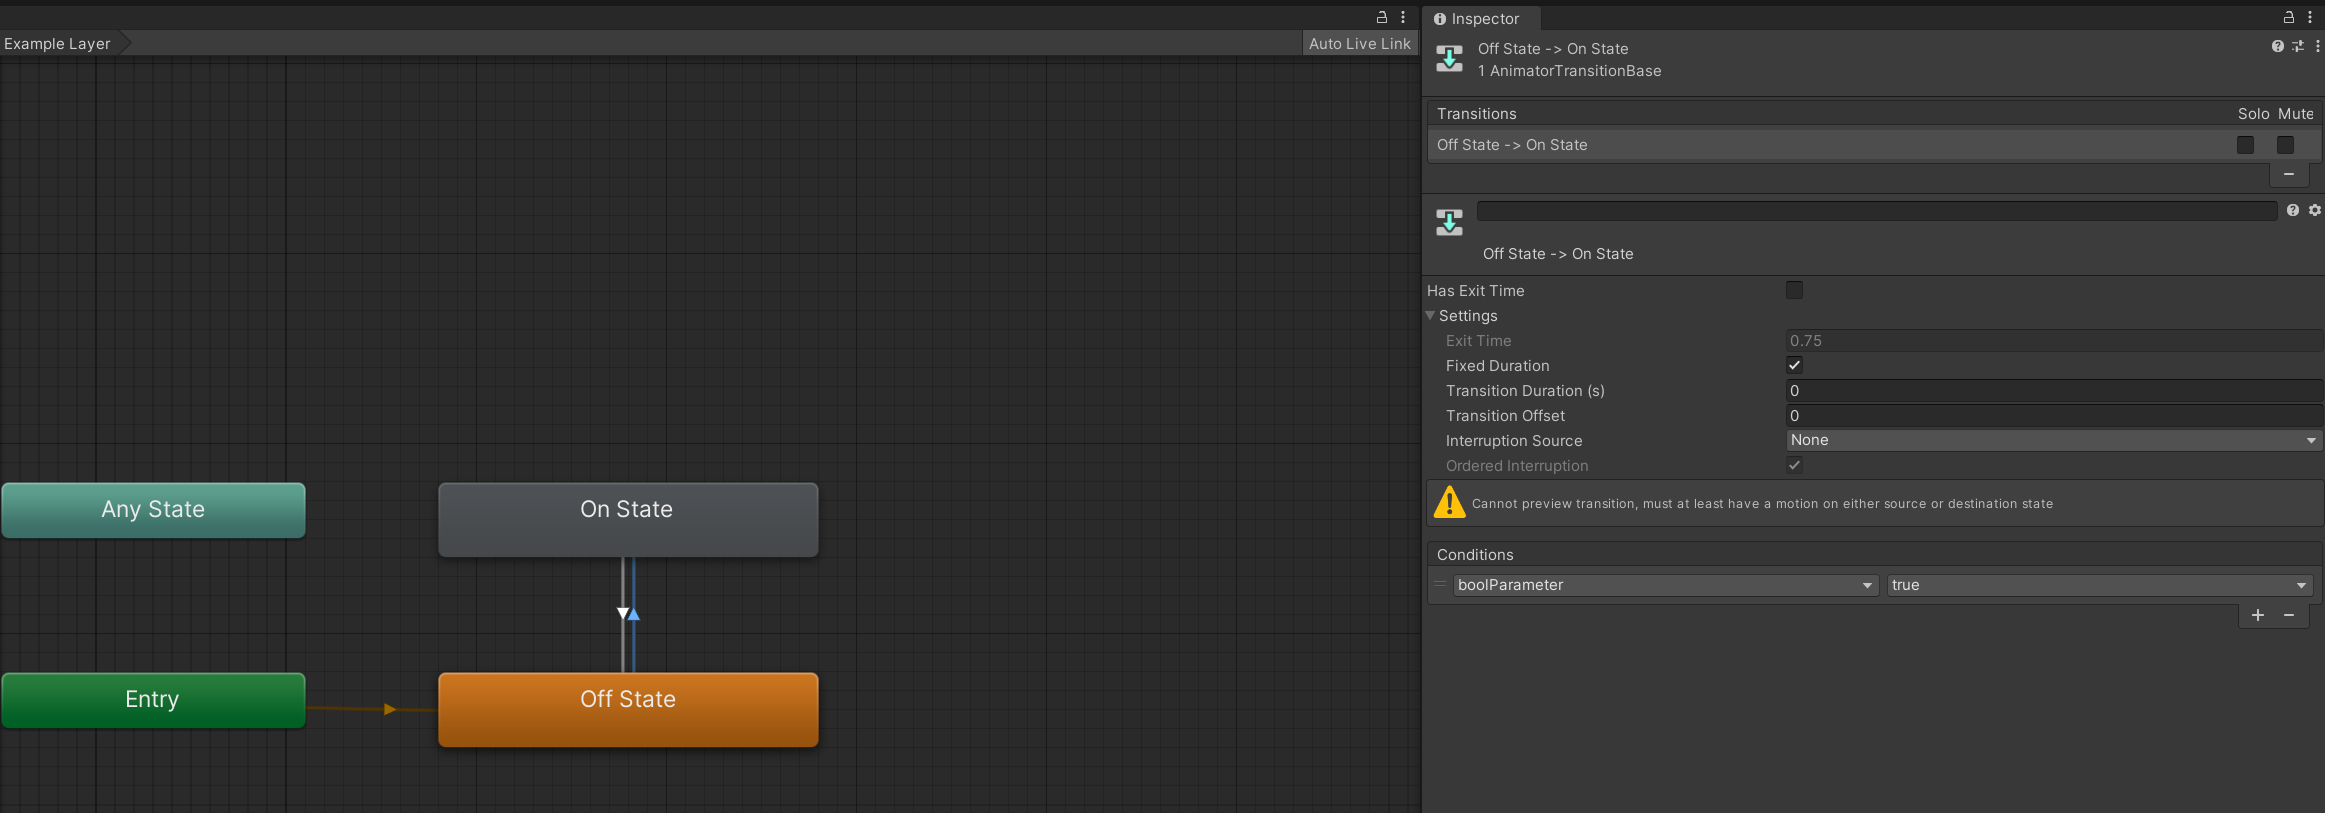 Example Layer
Auto Live Link
Any State
On State
Entry
Off State
Inspector
Off State -> On State
1 AnimatorTransitionBase
Transitions
Solo Mute
Off State -> On State
Off State -> On State
Has Exit Time
Settings
Exit Time 0.75
Fixed Duration
Transition Duration (s) 0
Transition Offset 0
Interruption Source None
Ordered Interruption
Cannot preview transition, must at least have a motion on either source or destination state
Conditions
boolParameter true